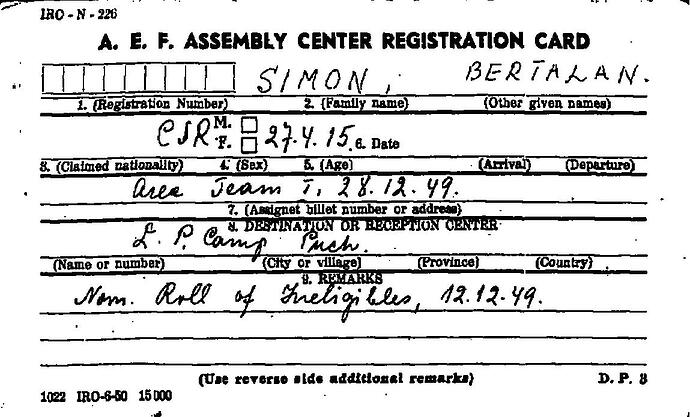 IRO - N - 226
A. E. F. ASSEMBLY CENTER REGISTRATION CARD
SIMON, BERTALAN.
1. (Registration Number) 2. (Family name) (Other given names)
CSR M. F. 27.4.15. 6. Date
3. (Claimed nationality) 4. (Sex) 5. (Age) (Arrival) (Departure)
Area Team 1, 28.12.49.
7. (Assignet billet number or address)
8. DESTINATION OR RECEPTION CENTER
L. P. Camp Puch.
(Name or number) (City or village) (Province) (Country)
9. REMARKS
Nom. Roll of Ineligibles, 12.12.49.
(Use reverse side additional remarks) D. P. 3
1022 IRO-6-50 15000